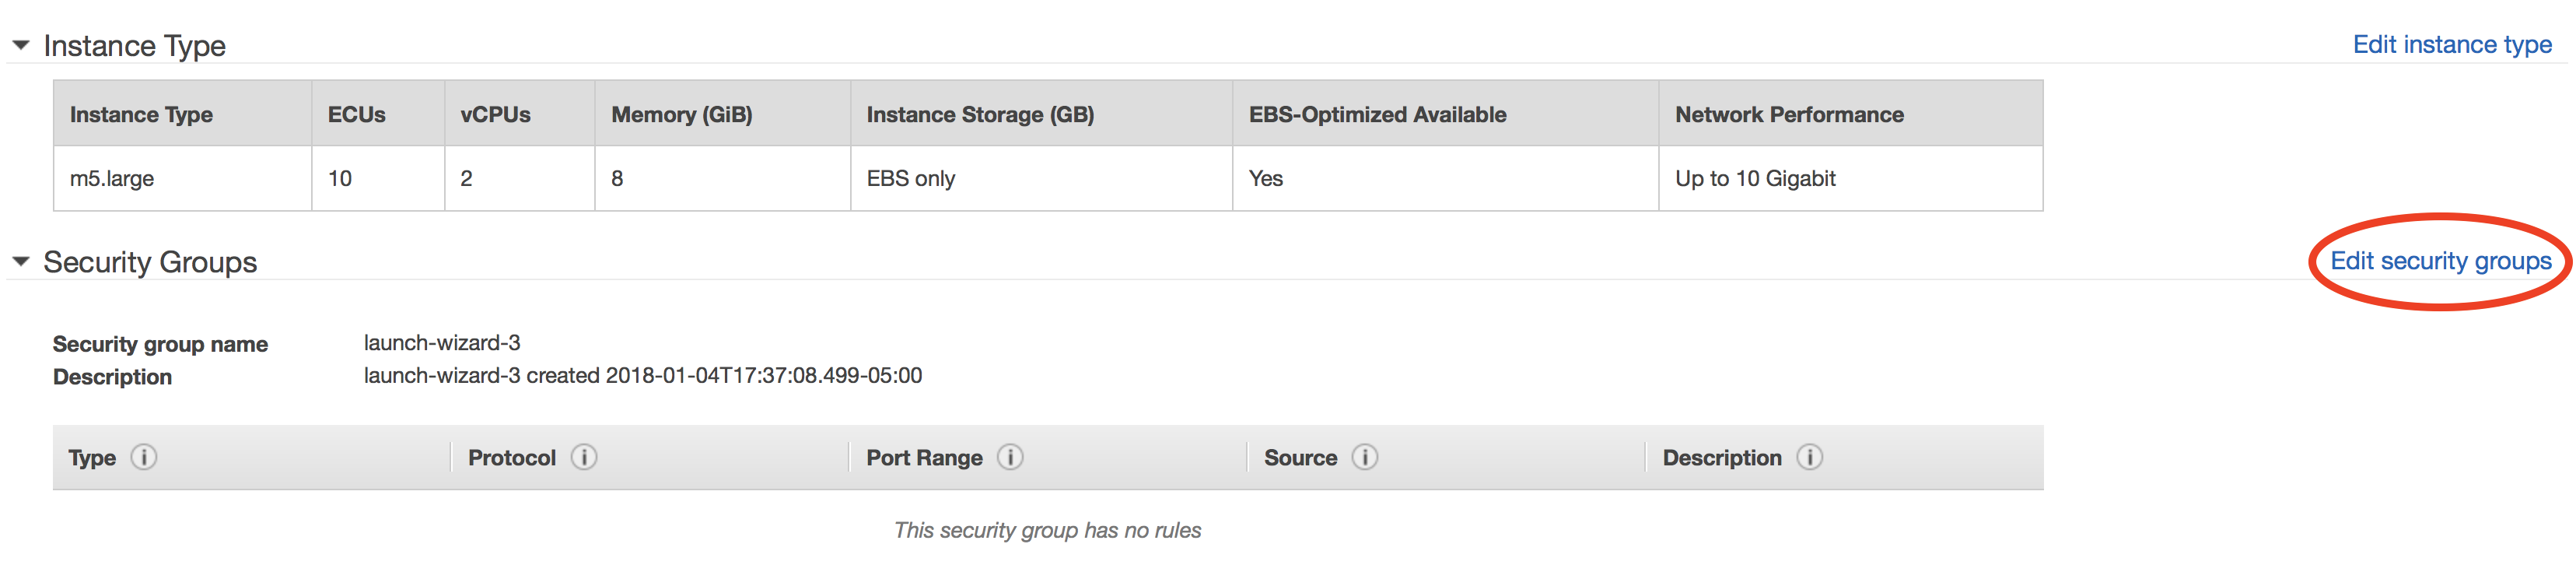 Instance Type Edit instance type
Instance Type ECUs vCPUs Memory (GiB) Instance Storage (GB) EBS-Optimized Available Network Performance
m5.large 10 2 8 EBS only Yes Up to 10 Gigabit
Security Groups Edit security groups
Security group name launch-wizard-3
Description launch-wizard-3 created 2018-01-04T17:37:08.499-05:00
Type i Protocol i Port Range i Source i Description i
This security group has no rules